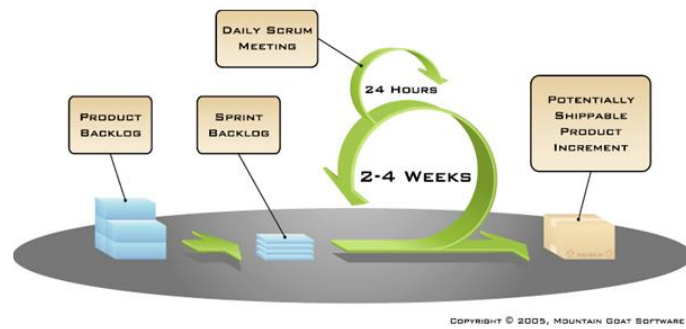 DAILY SCRUM
MEETING
24 HOURS
PRODUCT
BACKLOG
SPRINT
BACKLOG
POTENTIALLY
SHIPPABLE
PRODUCT
INCREMENT
2-4 WEEKS
COPYRIGHT © 2005, MOUNTAIN GOAT SOFTWARE